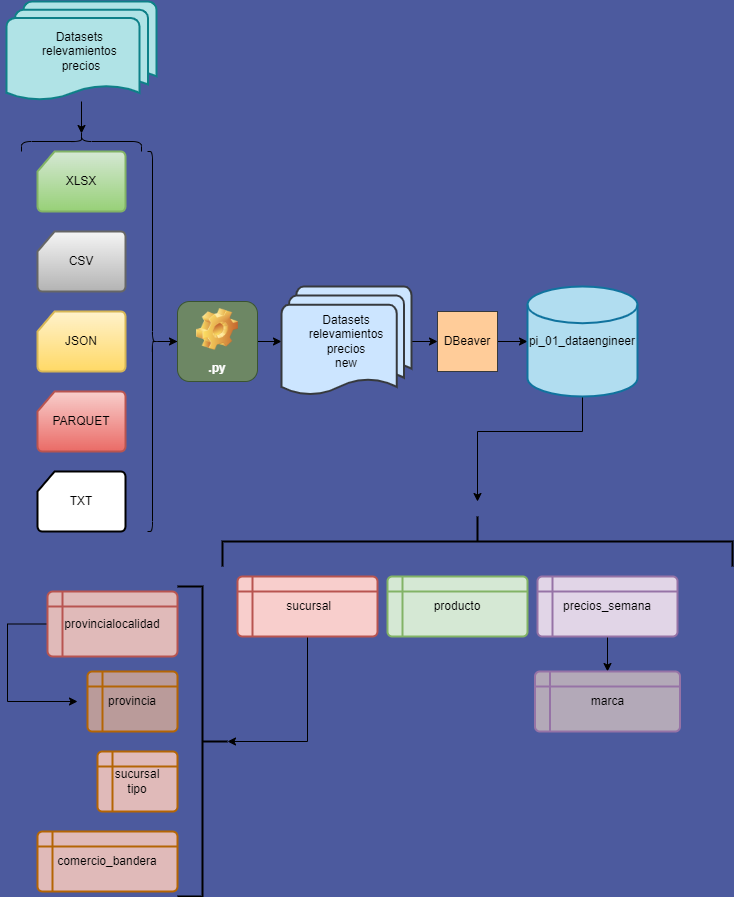 Datasets
relevamientos
precios
XLSX
CSV
JSON
PARQUET
TXT
.py
Datasets
relevamientos
precios
new
DBeaver
pi_01_dataengineer
sucursal
producto
precios_semana
marca
provincialocalidad
provincia
sucursal
tipo
comercio_bandera